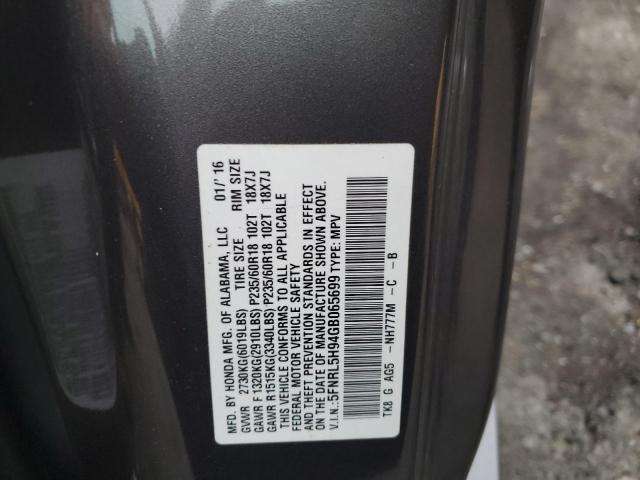 MFD. BY HONDA MFG. OF ALABAMA, LLC 01/'16
GVWR 2730KG(6019LBS) TIRE SIZE RIM SIZE
GAWR F 1320KG(2910LBS) P235/60R18 102T 18X7J
GAWR R 1515KG(3340LBS) P235/60R18 102T 18X7J
THIS VEHICLE CONFORMS TO ALL APPLICABLE
FEDERAL MOTOR VEHICLE SAFETY
AND THEFT PREVENTION STANDARDS IN EFFECT
ON THE DATE OF MANUFACTURE SHOWN ABOVE.
V.I.N.:5FNRL5H94GB065699 TYPE: MPV
TK8 G AG5 -NH777M -C -B